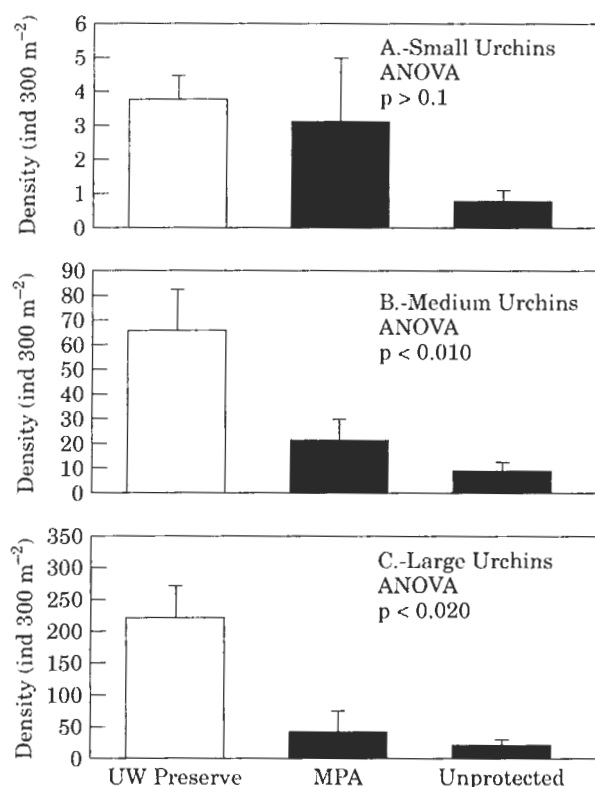 Density (ind 300 m⁻²)
6
5
4
3
2
1
0
A.-Small Urchins
ANOVA
p > 0.1
Density (ind 300 m⁻²)
90
80
70
60
50
40
30
20
10
0
B.-Medium Urchins
ANOVA
p < 0.010
Density (ind 300 m⁻²)
350
300
250
200
150
100
50
0
C.-Large Urchins
ANOVA
p < 0.020
UW Preserve MPA Unprotected